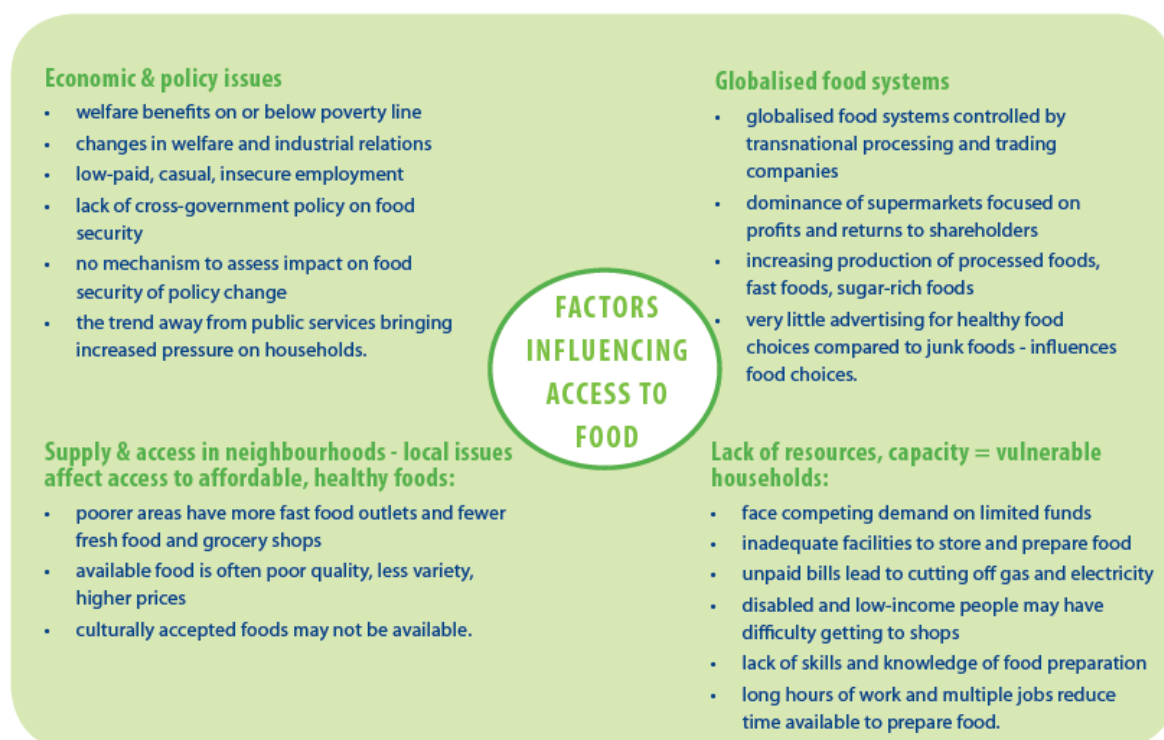 Economic & policy issues
• welfare benefits on or below poverty line
• changes in welfare and industrial relations
• low-paid, casual, insecure employment
• lack of cross-government policy on food
security
• no mechanism to assess impact on food
security of policy change
• the trend away from public services bringing
increased pressure on households.
Globalised food systems
• globalised food systems controlled by
transnational processing and trading
companies
• dominance of supermarkets focused on
profits and returns to shareholders
• increasing production of processed foods,
fast foods, sugar-rich foods
• very little advertising for healthy food
choices compared to junk foods - influences
food choices.
FACTORS
INFLUENCING
ACCESS TO
FOOD
Supply & access in neighbourhoods - local issues
affect access to affordable, healthy foods:
• poorer areas have more fast food outlets and fewer
fresh food and grocery shops
• available food is often poor quality, less variety,
higher prices
• culturally accepted foods may not be available.
Lack of resources, capacity = vulnerable
households:
• face competing demand on limited funds
• inadequate facilities to store and prepare food
• unpaid bills lead to cutting off gas and electricity
• disabled and low-income people may have
difficulty getting to shops
• lack of skills and knowledge of food preparation
• long hours of work and multiple jobs reduce
time available to prepare food.